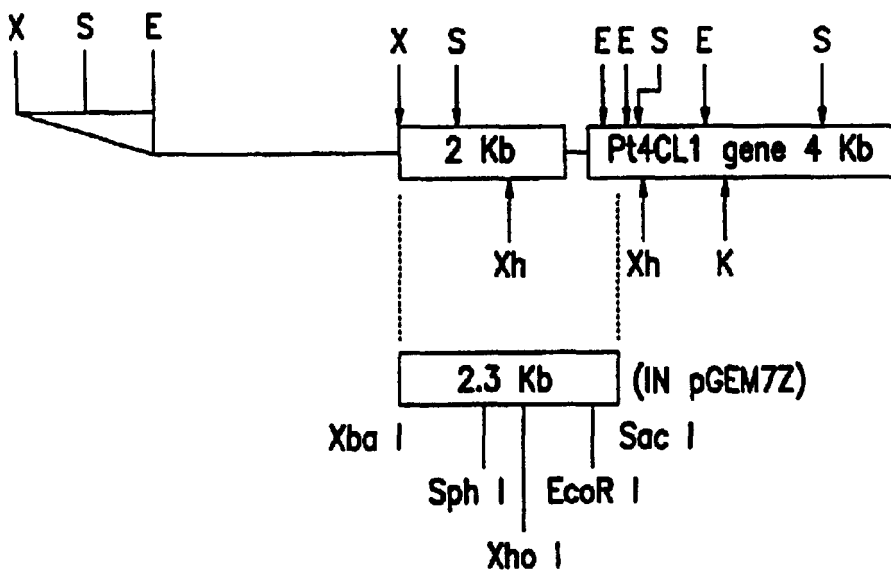 X S E X S E E S E S
2 Kb Pt4CL1 gene 4 Kb
Xh Xh K
2.3 Kb (IN pGEM7Z)
Xba I Sac I
Sph I EcoR I
Xho I